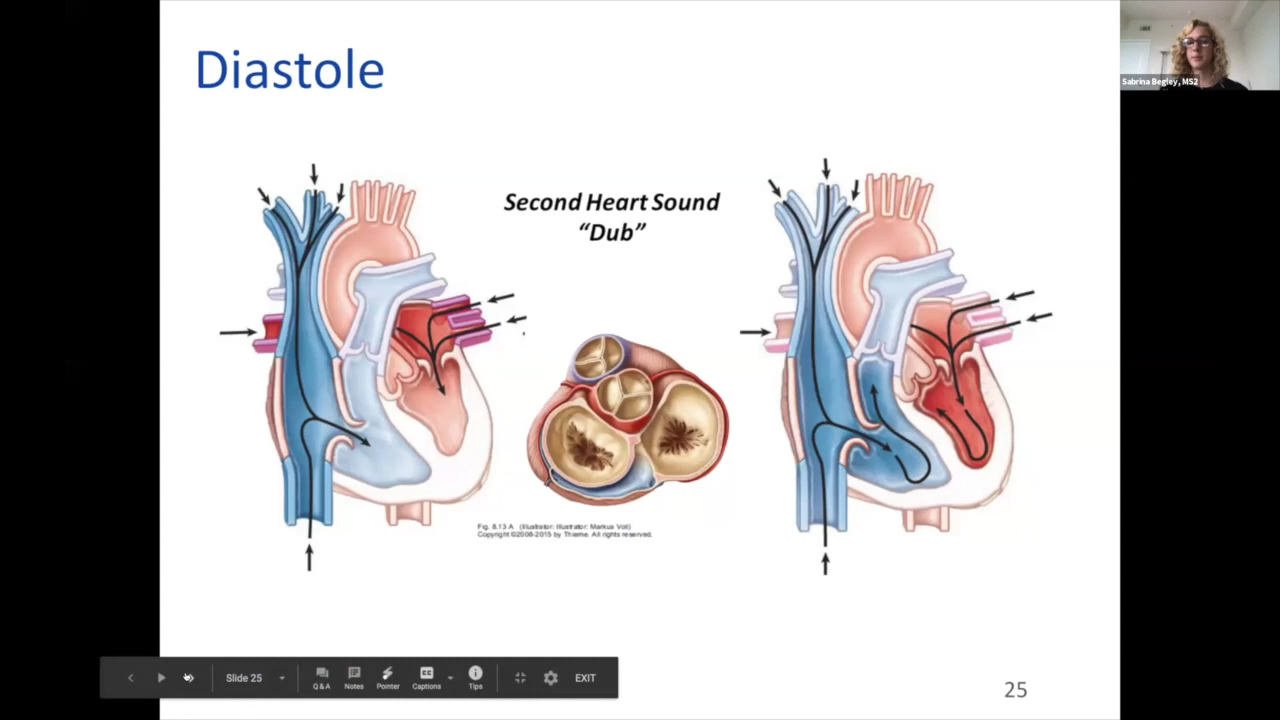 Diastole
Sabrina Begley, MS2
Second Heart Sound
“Dub”
Fig. 8.13 A (Illustrator: Illustrator: Markus Voll)
Copyright ©2008-2015 by Thieme. All rights reserved.
Slide 25
Q & A
Notes
Pointer
CC
Captions
Tips
EXIT
25